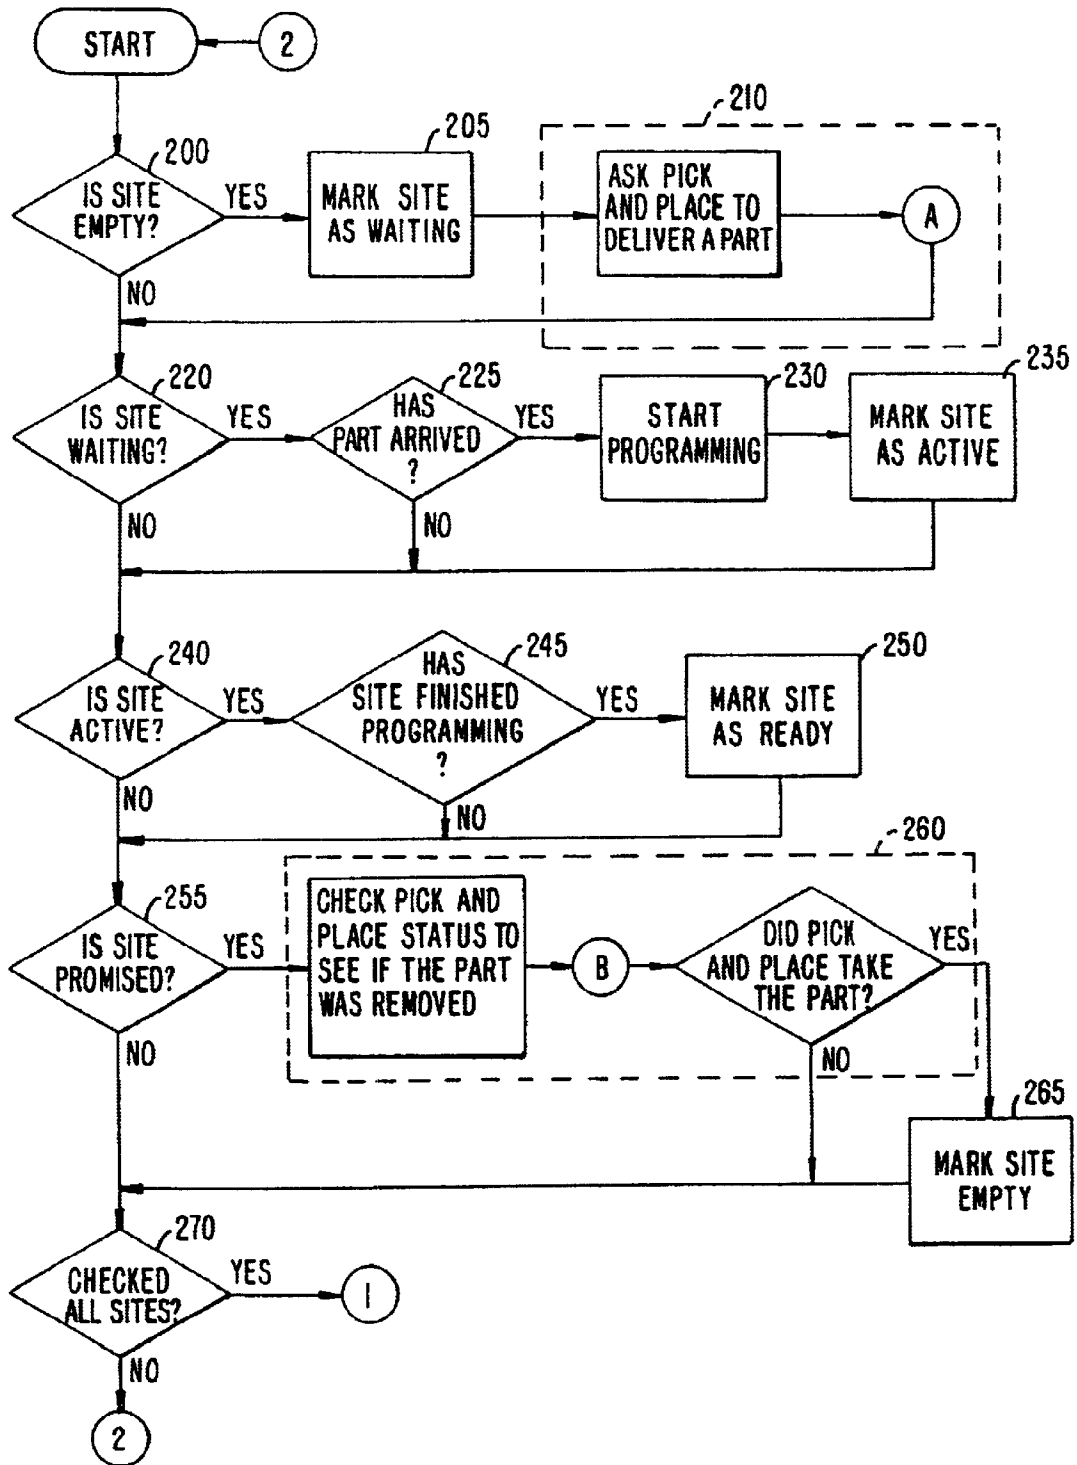 START
2
210
200
205
IS SITE
EMPTY?
YES
MARK SITE
AS WAITING
ASK PICK
AND PLACE TO
DELIVER A PART
A
NO
220
225
230
235
IS SITE
WAITING?
YES
HAS
PART ARRIVED
?
YES
START
PROGRAMMING
MARK SITE
AS ACTIVE
NO
NO
240
245
250
IS SITE
ACTIVE?
YES
HAS
SITE FINISHED
PROGRAMMING
?
YES
MARK SITE
AS READY
NO
NO
260
255
IS SITE
PROMISED?
YES
CHECK PICK AND
PLACE STATUS TO
SEE IF THE PART
WAS REMOVED
B
DID PICK
AND PLACE TAKE
THE PART?
YES
NO
NO
265
MARK SITE
EMPTY
270
CHECKED
ALL SITES?
YES
1
NO
2